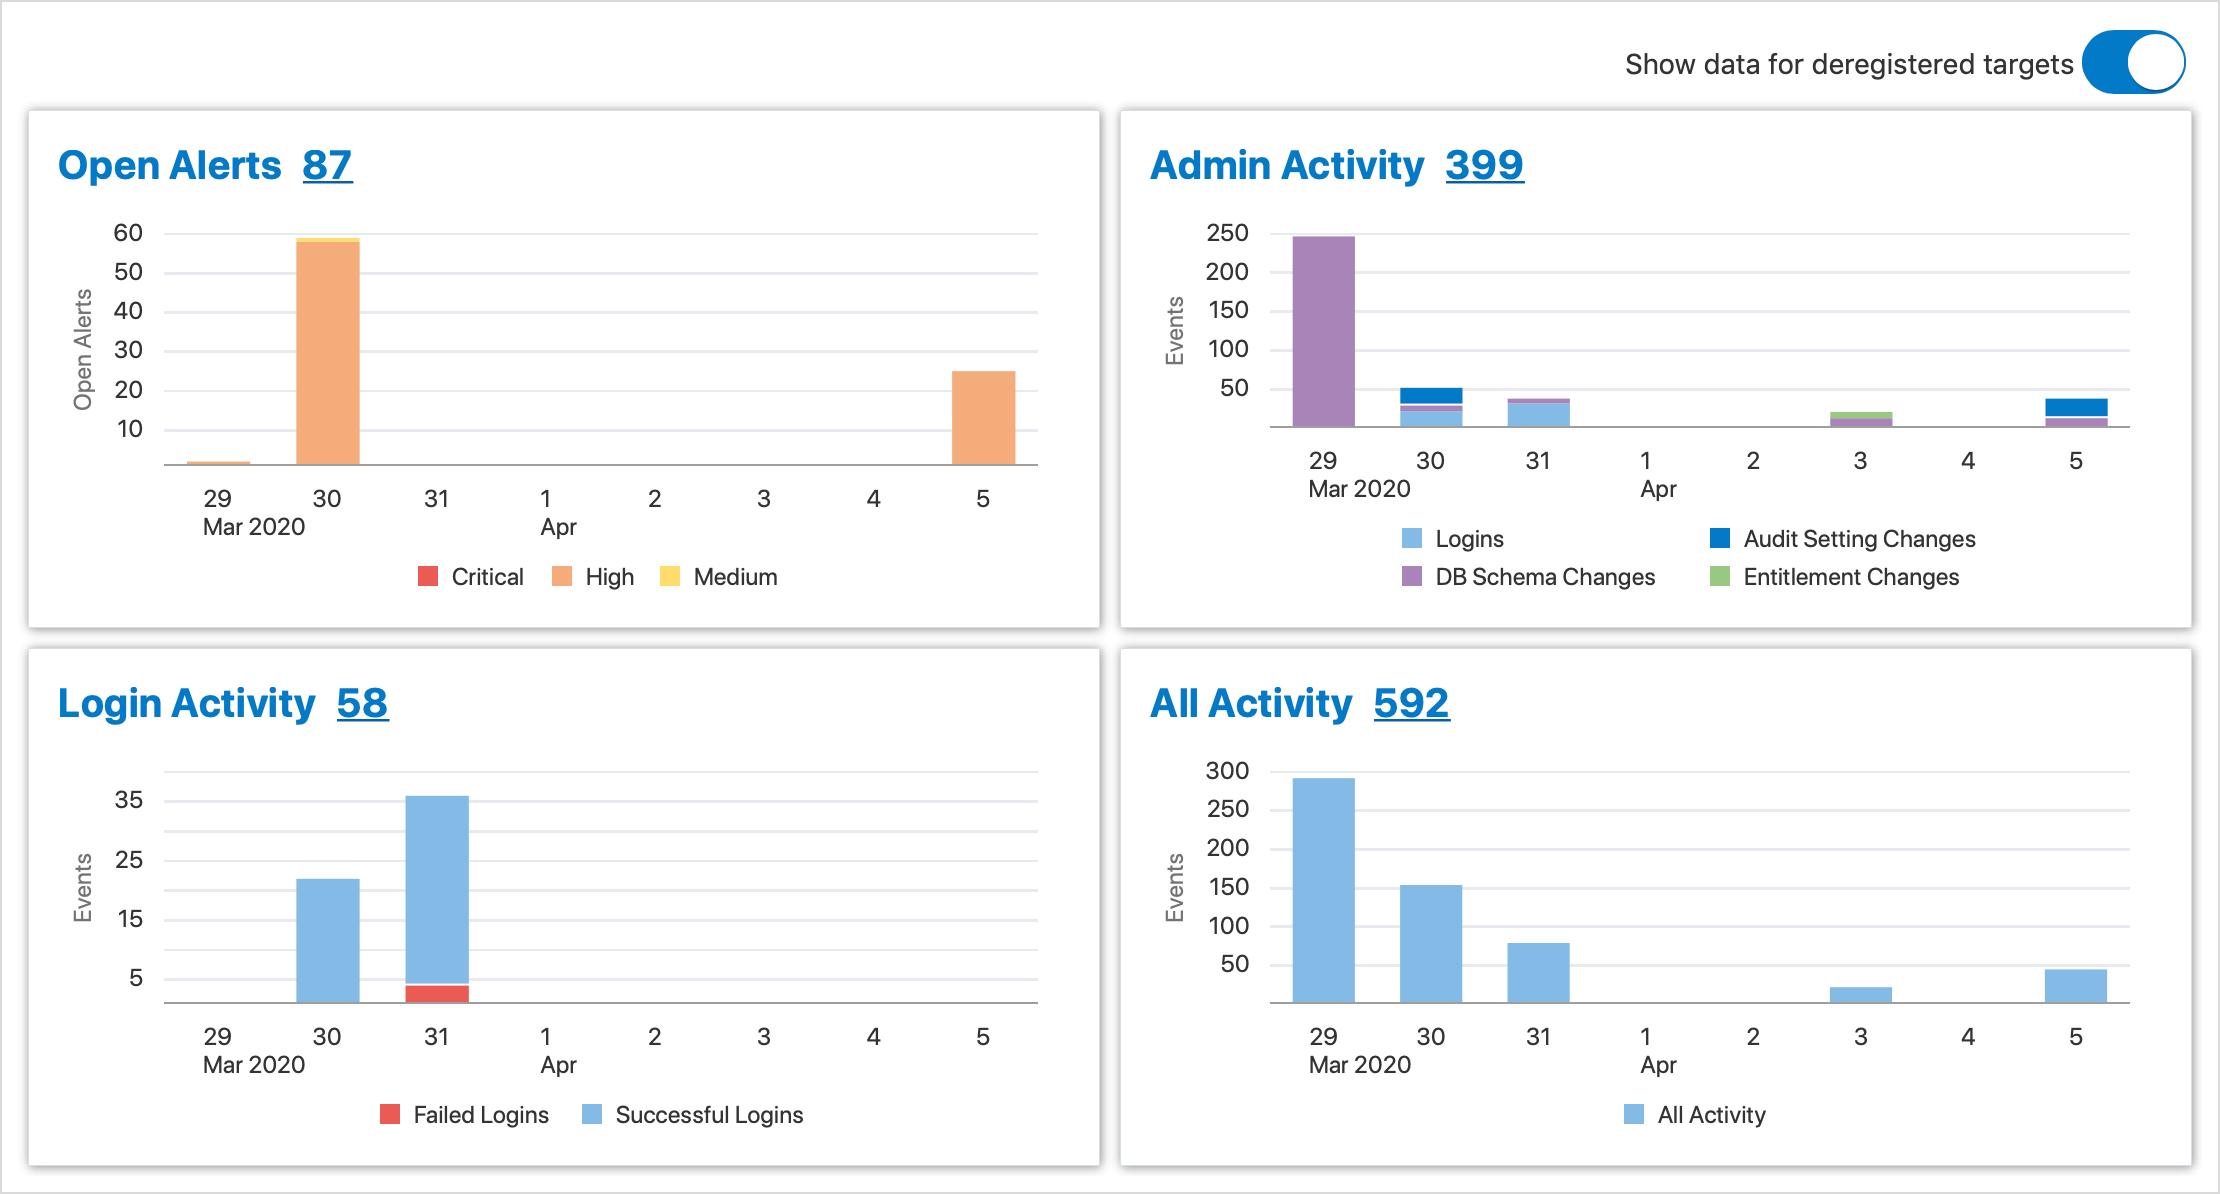 Show data for deregistered targets
Open Alerts 87
60
50
40
30
20
10
Open Alerts
29 30 31 1 2 3 4 5
Mar 2020 Apr
Critical High Medium
Admin Activity 399
250
200
150
100
50
Events
29 30 31 1 2 3 4 5
Mar 2020 Apr
Logins Audit Setting Changes
DB Schema Changes Entitlement Changes
Login Activity 58
35
25
15
5
Events
29 30 31 1 2 3 4 5
Mar 2020 Apr
Failed Logins Successful Logins
All Activity 592
300
250
200
150
100
50
Events
29 30 31 1 2 3 4 5
Mar 2020 Apr
All Activity